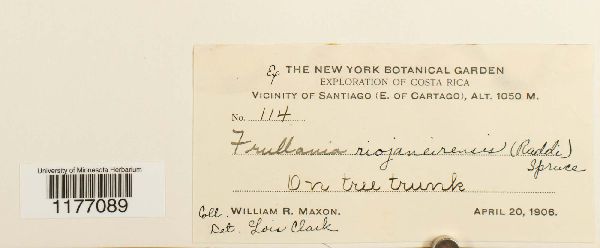 Ex THE NEW YORK BOTANICAL GARDEN
EXPLORATION OF COSTA RICA
VICINITY OF SANTIAGO (E. OF CARTAGO), ALT. 1050 M.
No. 114
Frullania riojaneirensis (Raddi)
Spruce
On tree trunk
Coll. WILLIAM R. MAXON. APRIL 20, 1906.
Det. Lois Clark
University of Minnesota Herbarium
1177089